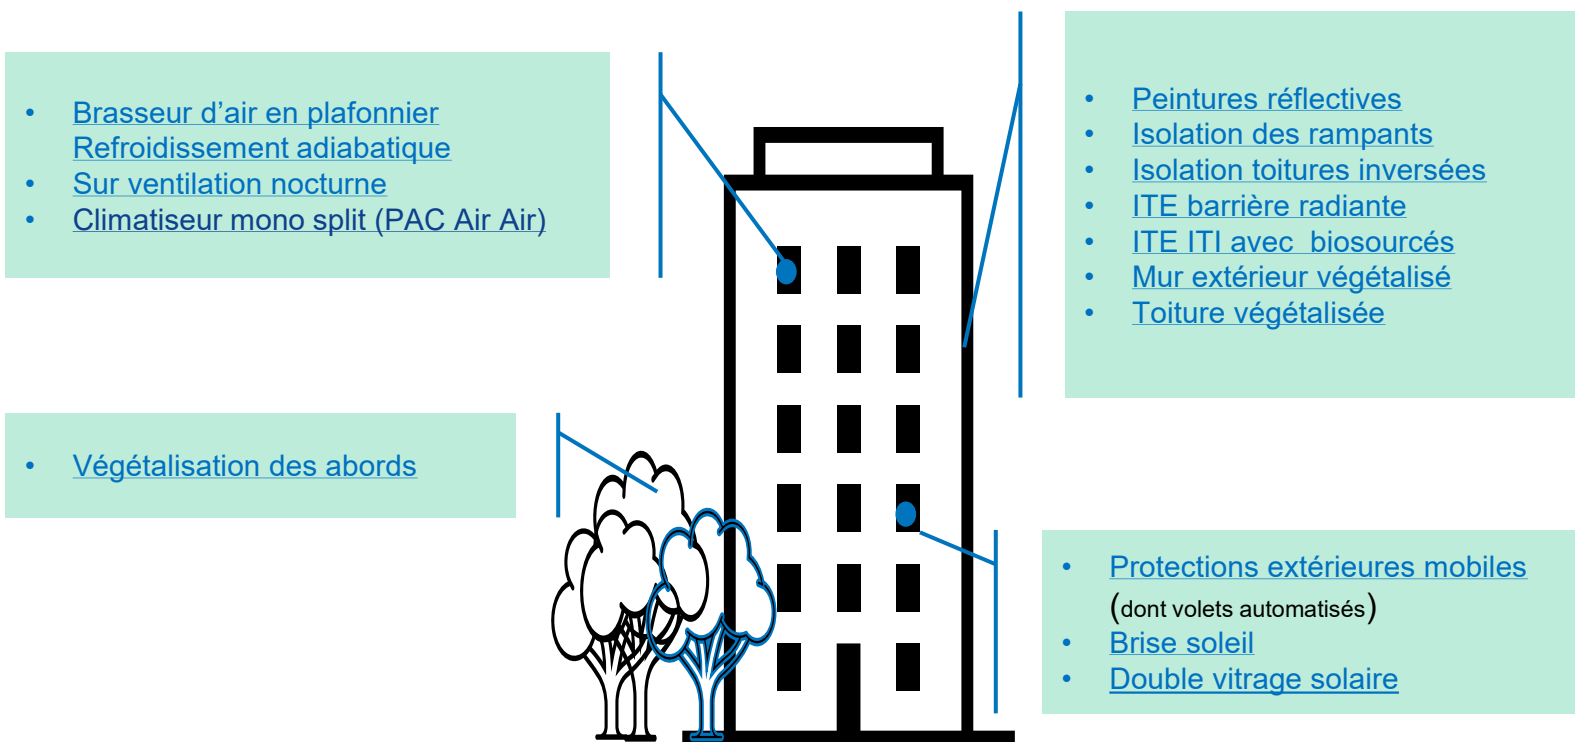 • Brasseur d’air en plafonnier
Refroidissement adiabatique
• Sur ventilation nocturne
• Climatiseur mono split (PAC Air Air)
• Végétalisation des abords
• Peintures réflectives
• Isolation des rampants
• Isolation toitures inversées
• ITE barrière radiante
• ITE ITI avec  biosourcés
• Mur extérieur végétalisé
• Toiture végétalisée
• Protections extérieures mobiles
(dont volets automatisés)
• Brise soleil
• Double vitrage solaire